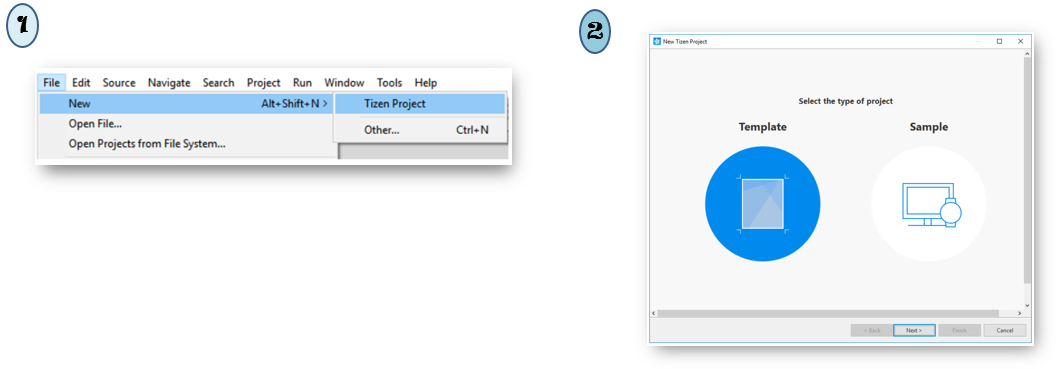 1
File Edit Source Navigate Search Project Run Window Tools Help
New Alt+Shift+N > Tizen Project
Open File... Other... Ctrl+N
Open Projects from File System...
2
New Tizen Project
Select the type of project
Template Sample
< Back Next > Finish Cancel